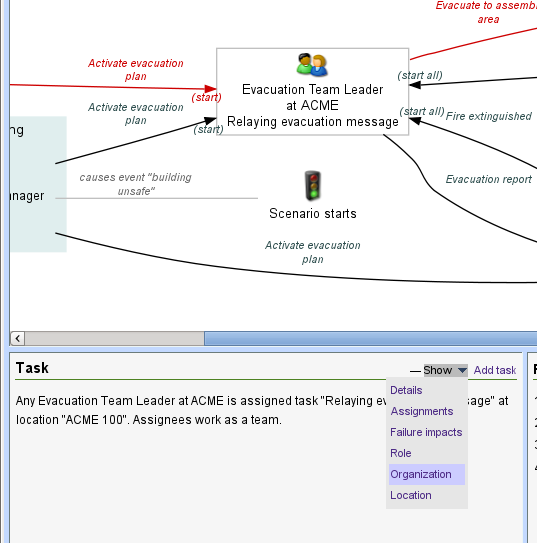 Evacuate to assemb
area
Activate evacuation
plan
(start)
Evacuation Team Leader
at ACME
Relaying evacuation message
(start all)
Activate evacuation
plan
(start)
(start all)
Fire extinguished
ng
causes event "building
unsafe"
Evacuation report
nager
Scenario starts
Activate evacuation
plan
Task
— Show
Add task
Any Evacuation Team Leader at ACME is assigned task "Relaying ev sage" at
location "ACME 100". Assignees work as a team.
Details
Assignments
Failure impacts
Role
Organization
Location